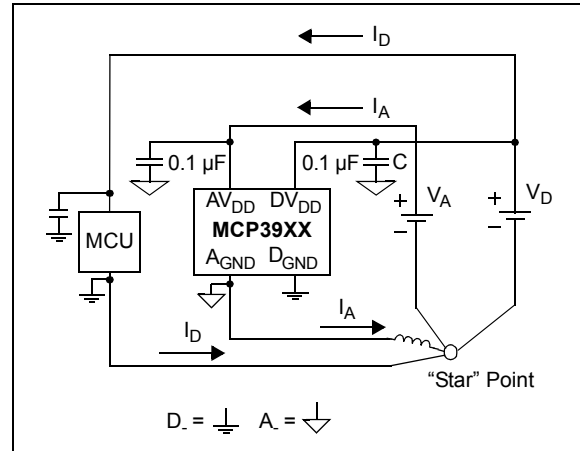 I_D
I_A
0.1 µF
0.1 µF C
+ +
V_A V_D
AV_DD DV_DD
- -
MCU
MCP39XX
A_GND D_GND
I_A
I_D
"Star" Point
D_- = A_- =